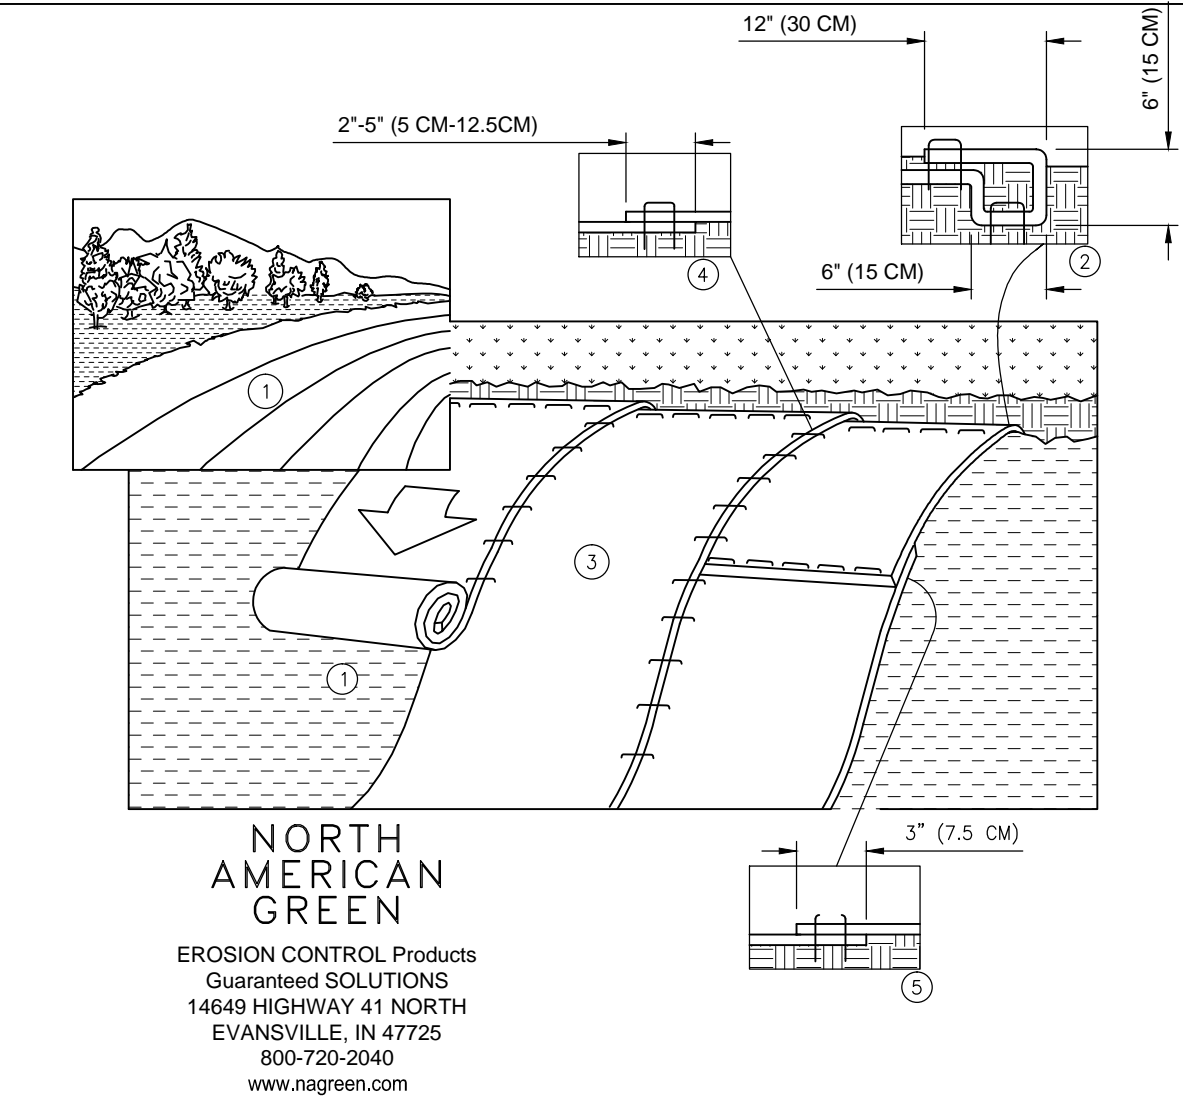 12" (30 CM)
6" (15 CM)
2"-5" (5 CM-12.5CM)
4
6" (15 CM)
2
1
3
1
3" (7.5 CM)
5
NORTH
AMERICAN
GREEN
EROSION CONTROL Products
Guaranteed SOLUTIONS
14649 HIGHWAY 41 NORTH
EVANSVILLE, IN 47725
800-720-2040
www.nagreen.com